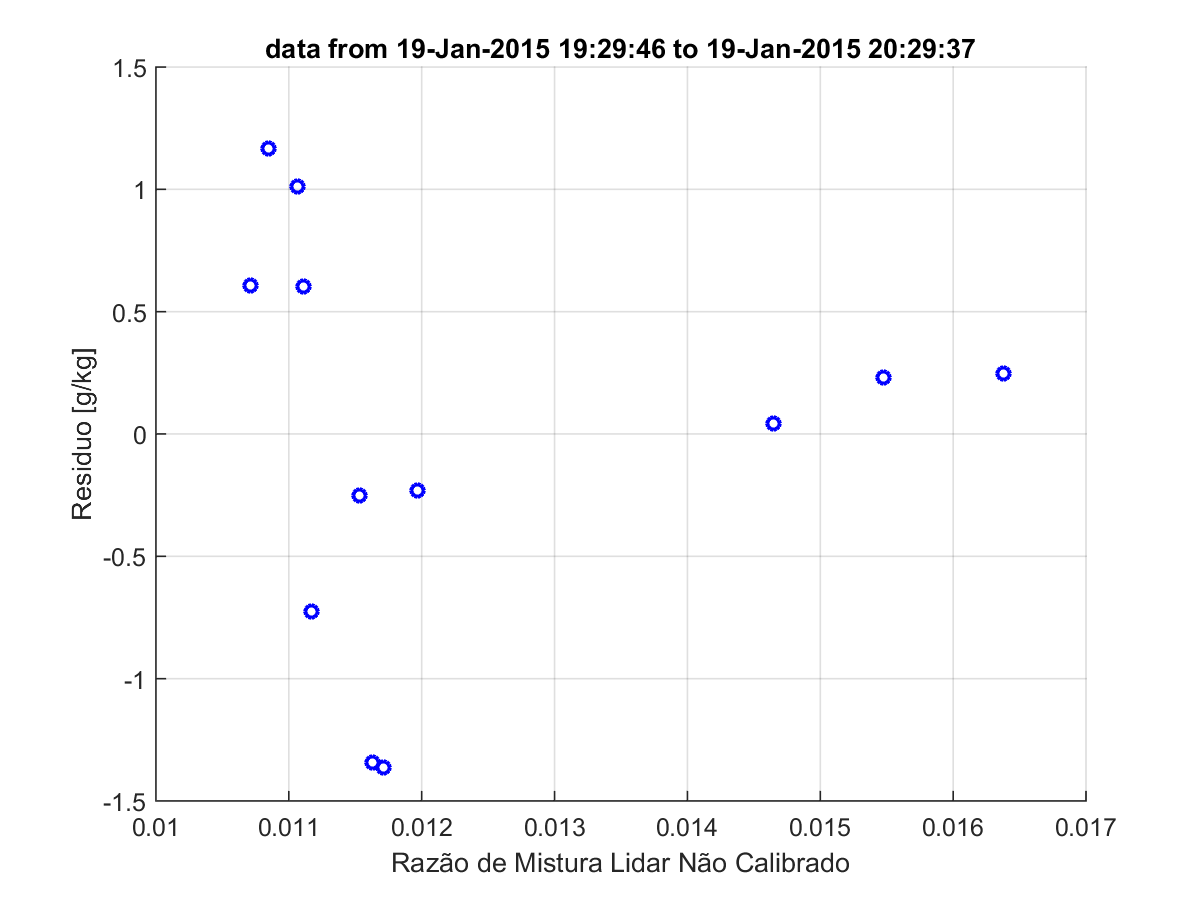 data from 19-Jan-2015 19:29:46 to 19-Jan-2015 20:29:37
1.5
1
0.5
0
-0.5
-1
-1.5
Residuo [g/kg]
0.01 0.011 0.012 0.013 0.014 0.015 0.016 0.017
Razão de Mistura Lidar Não Calibrado